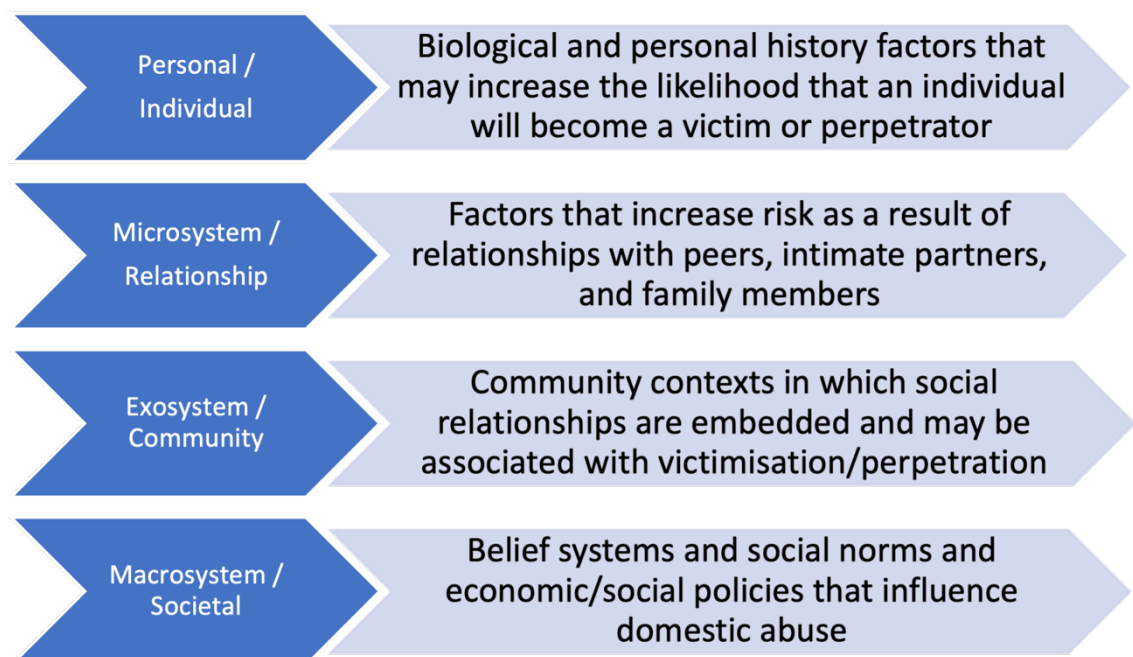 Personal /
Individual
Biological and personal history factors that
may increase the likelihood that an individual
will become a victim or perpetrator
Microsystem /
Relationship
Factors that increase risk as a result of
relationships with peers, intimate partners,
and family members
Exosystem /
Community
Community contexts in which social
relationships are embedded and may be
associated with victimisation/perpetration
Macrosystem /
Societal
Belief systems and social norms and
economic/social policies that influence
domestic abuse